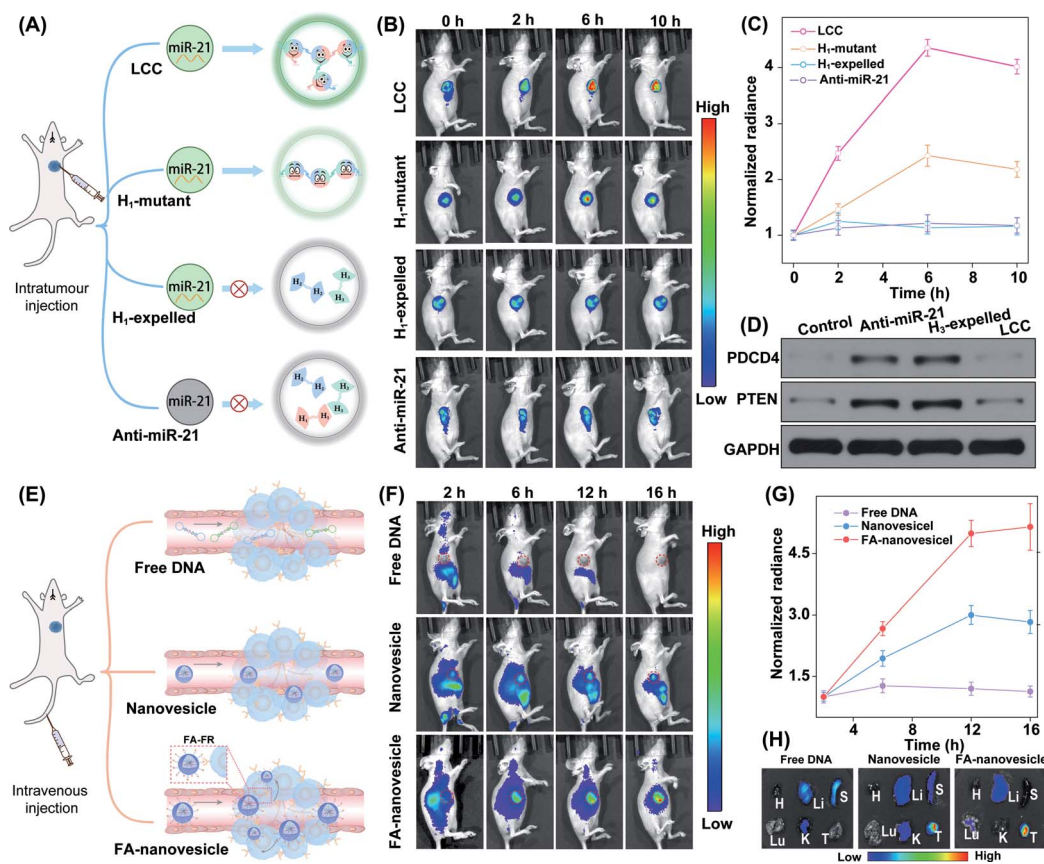 (A)
miR-21
LCC
miR-21
H₁-mutant
Intratumour
injection
miR-21
H₁-expelled
H₃
H₂
H₃
H₂
miR-21
Anti-miR-21
(B)
0 h 2 h 6 h 10 h
LCC
H₁-mutant
H₁-expelled
Anti-miR-21
High
Low
(C)
LCC
H₁-mutant
H₁-expelled
Anti-miR-21
Normalized radiance
4
3
2
1
0 2 4 6 8 10
Time (h)
(D)
Control Anti-miR-21 H₃-expelled LCC
PDCD4
PTEN
GAPDH
(E)
Free DNA
Nanovesicle
Intravenous
injection
FA-FR
FA-nanovesicle
(F)
2 h 6 h 12 h 16 h
Free DNA
Nanovesicle
FA-nanovesicle
High
Low
(G)
Free DNA
Nanovesicel
FA-nanovesicel
Normalized radiance
4.5
3.0
1.5
4 8 12 16
Time (h)
(H)
Free DNA Nanovesicle FA-nanovesicle
H Li S H Li S H Li S
Lu K T Lu K T Lu K T
Low High